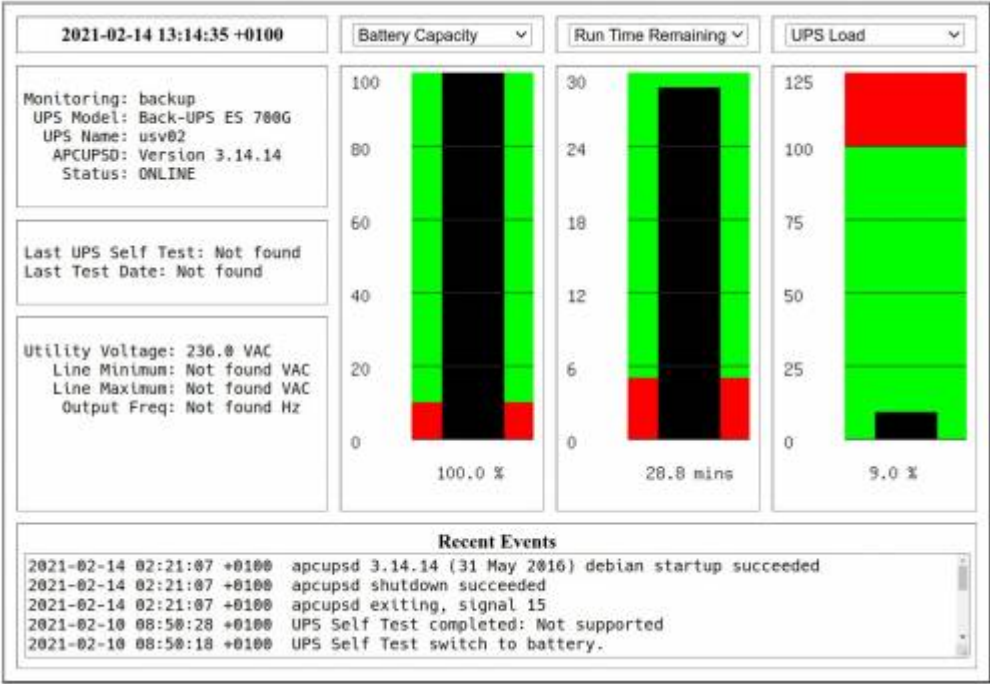 2021-02-14 13:14:35 +0100
Battery Capacity
Run Time Remaining
UPS Load
Monitoring: backup
UPS Model: Back-UPS ES 700G
UPS Name: usv02
APCUPSD: Version 3.14.14
Status: ONLINE
Last UPS Self Test: Not found
Last Test Date: Not found
Utility Voltage: 236.0 VAC
Line Minimum: Not found VAC
Line Maximum: Not found VAC
Output Freq: Not found Hz
100
80
60
40
20
0
100.0 %
30
24
18
12
6
0
28.8 mins
125
100
75
50
25
0
9.0 %
Recent Events
2021-02-14 02:21:07 +0100 apcupsd 3.14.14 (31 May 2016) debian startup succeeded
2021-02-14 02:21:07 +0100 apcupsd shutdown succeeded
2021-02-14 02:21:07 +0100 apcupsd exiting, signal 15
2021-02-10 08:50:28 +0100 UPS Self Test completed: Not supported
2021-02-10 08:50:18 +0100 UPS Self Test switch to battery.